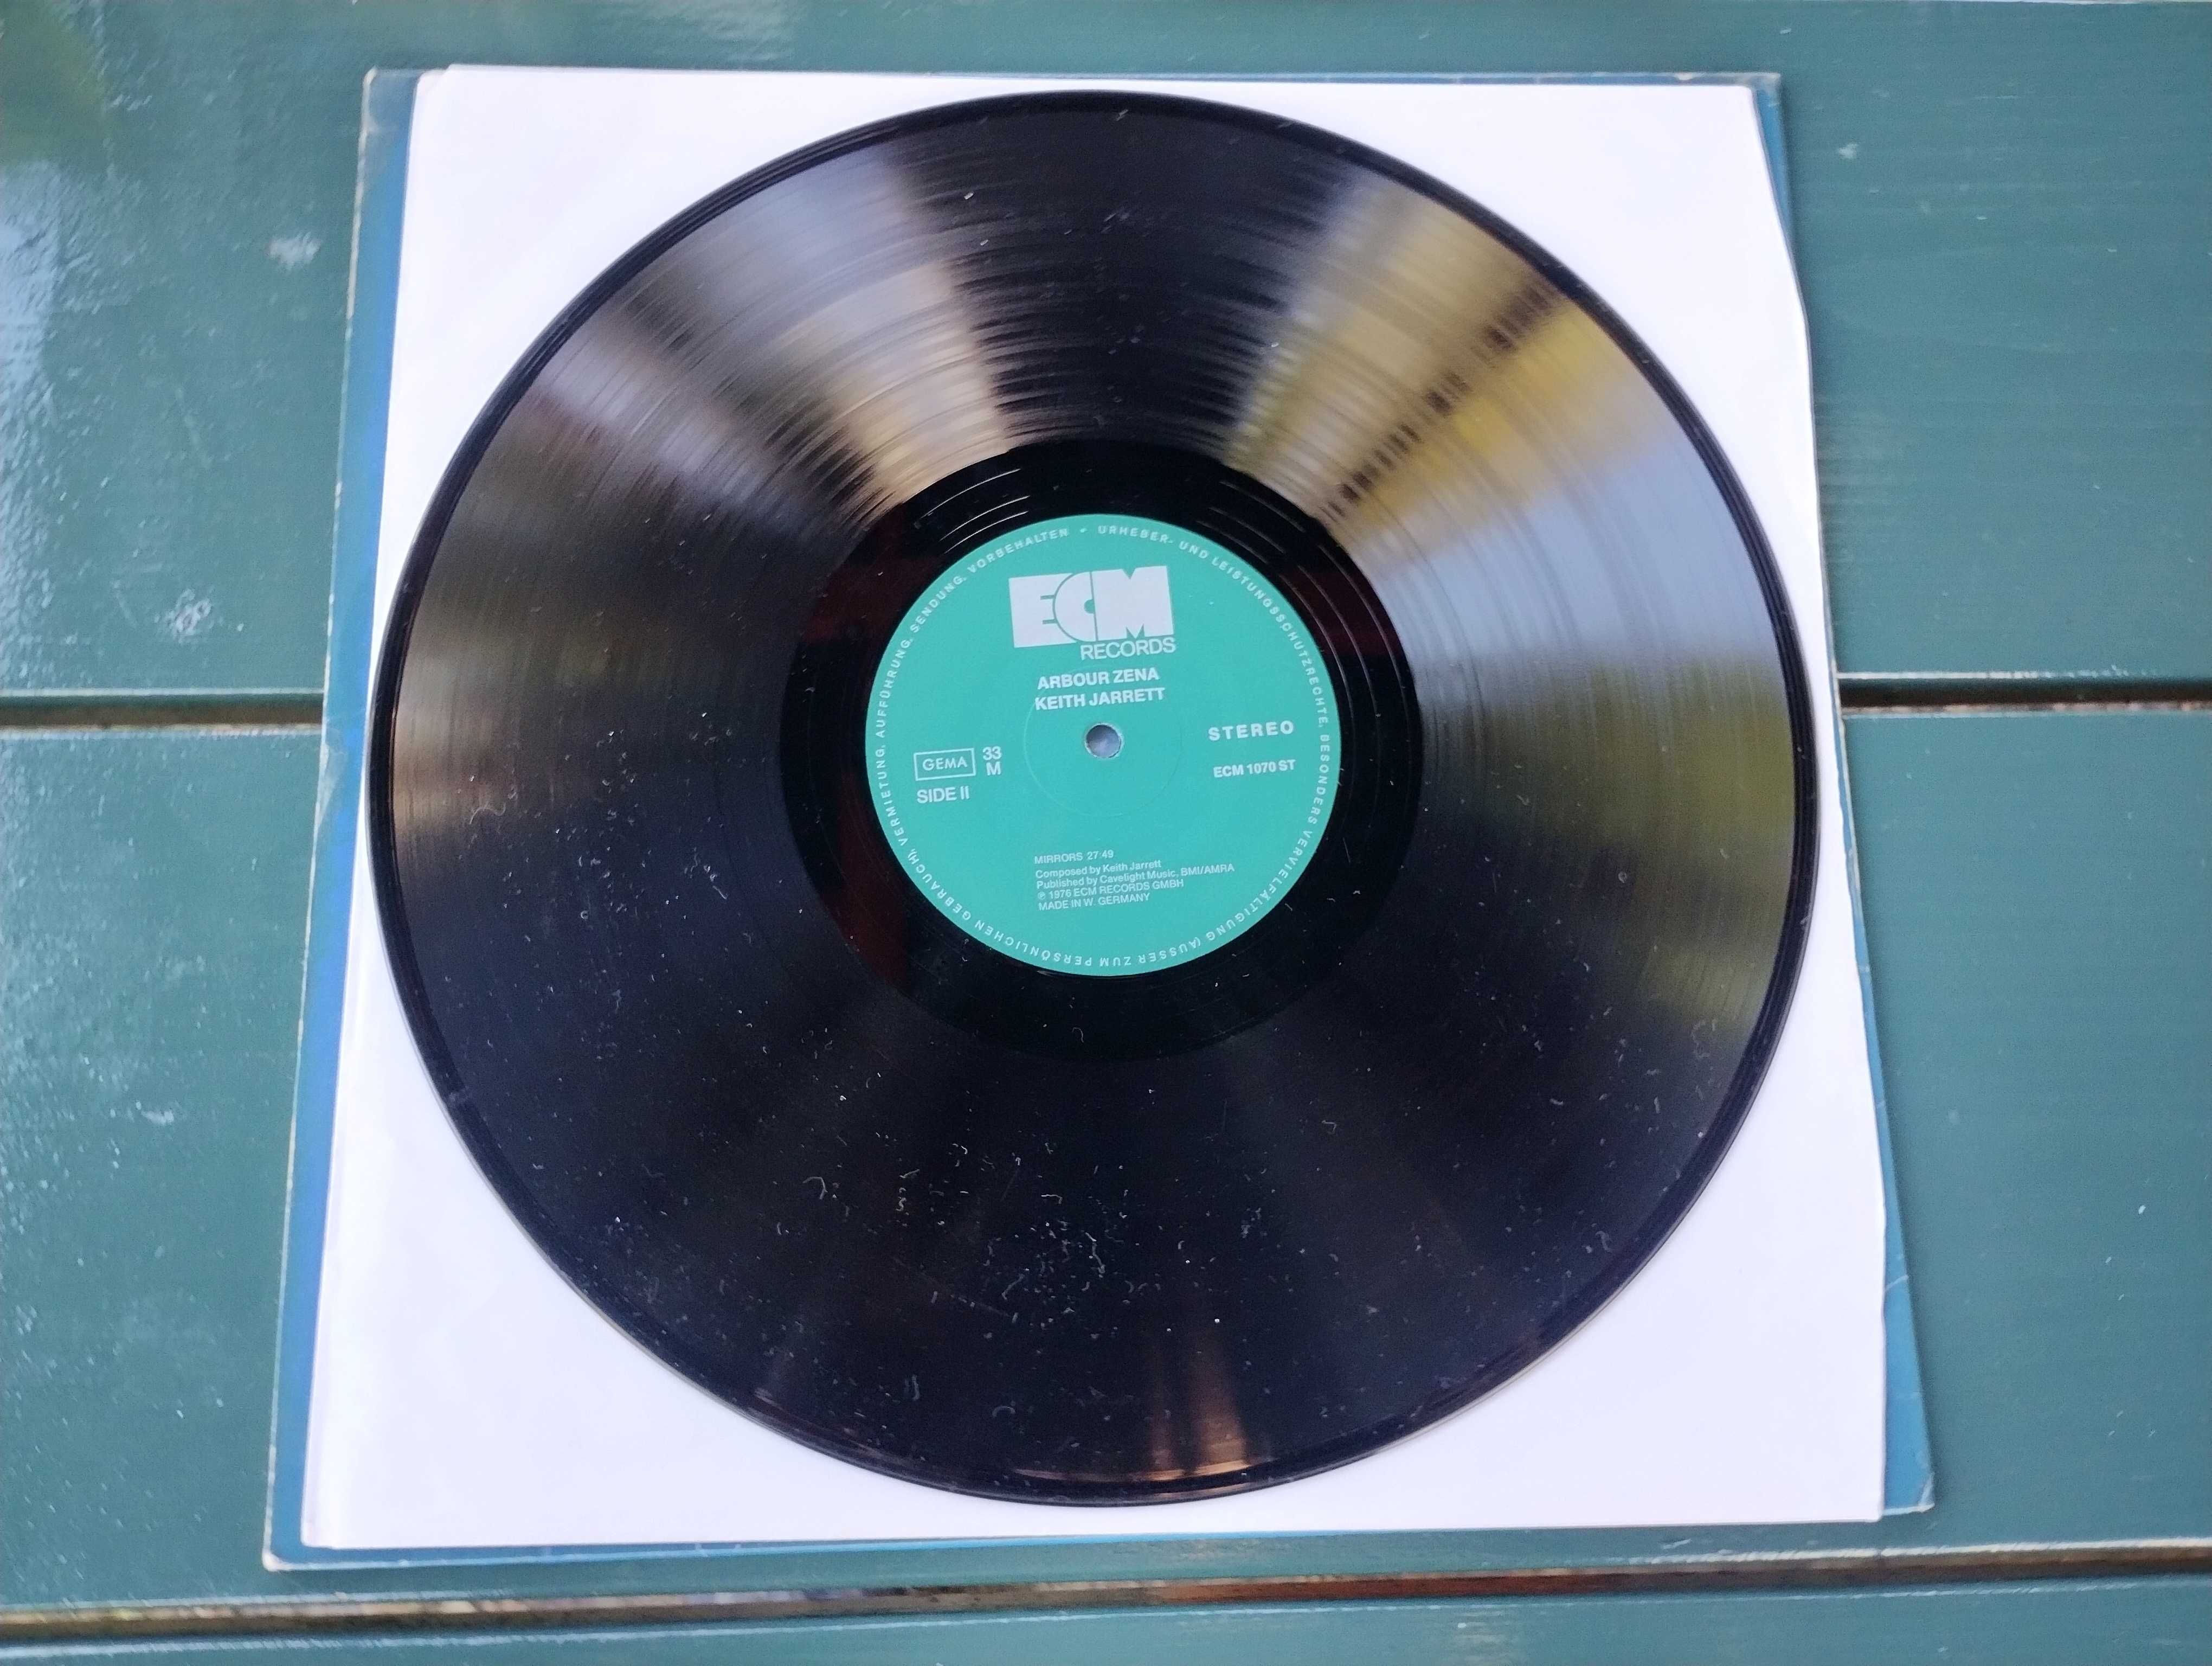 URHEBER- UND LEISTUNGSSCHUTZRECHTE. BESONDERS VERVIELFÄLTIGUNG (AUSSER ZUM PERSÖNLICHEN GEBRAUCH), VERMIETUNG, AUFFÜHRUNG, SENDUNG, VORBEHALTEN -
ECM
RECORDS
ARBOUR ZENA
KEITH JARRETT
STEREO
GEMA 33
M
ECM 1070 ST
SIDE II
MIRRORS 27:49
Composed by Keith Jarrett
Published by Cavelight Music. BMI/AMRA
℗ 1976 ECM RECORDS GMBH
MADE IN W. GERMANY